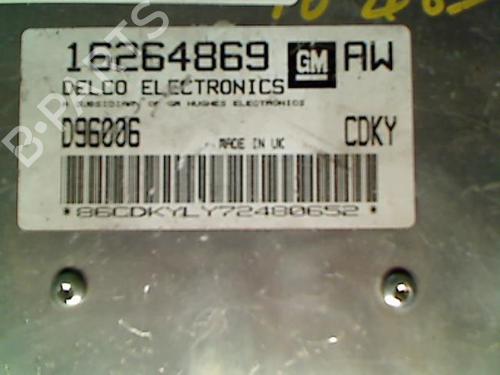 16264869 GM AW
DELCO ELECTRONICS
A SUBSIDIARY OF GM HUGHES ELECTRONICS
D96006 MADE IN UK CDKY
*86CDKYLY72480652*
B-PARTS